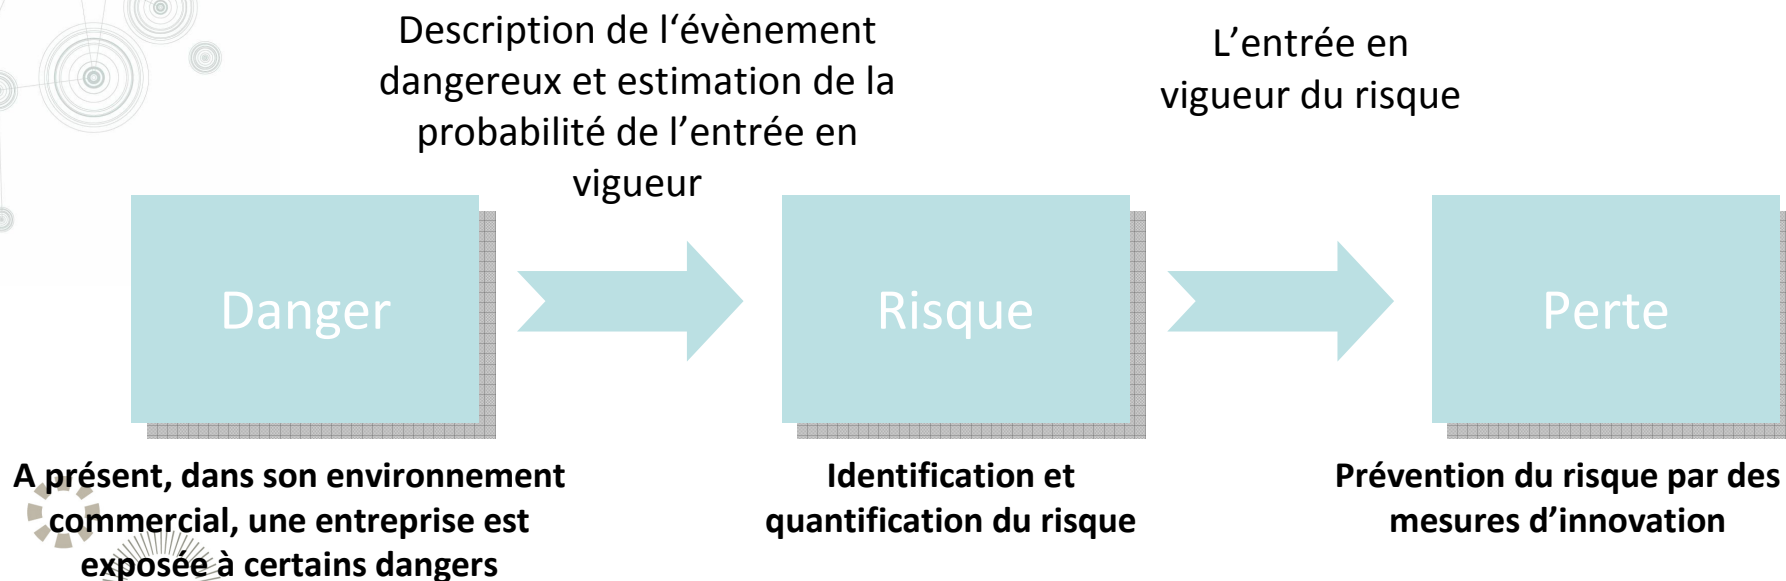 Description de l‘évènement
dangereux et estimation de la
probabilité de l’entrée en
vigueur
L’entrée en
vigueur du risque
Danger
Risque
Perte
A présent, dans son environnement
commercial, une entreprise est
exposée à certains dangers
Identification et
quantification du risque
Prévention du risque par des
mesures d’innovation